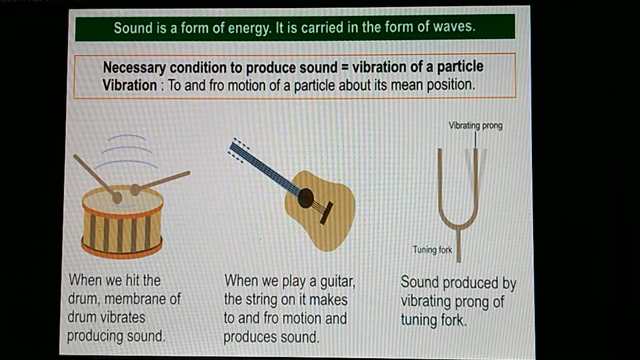 Sound is a form of energy. It is carried in the form of waves.
Necessary condition to produce sound = vibration of a particle
Vibration : To and fro motion of a particle about its mean position.
Vibrating prong
Tuning fork
When we hit the
drum, membrane of
drum vibrates
producing sound.
When we play a guitar,
the string on it makes
to and fro motion and
produces sound.
Sound produced by
vibrating prong of
tuning fork.